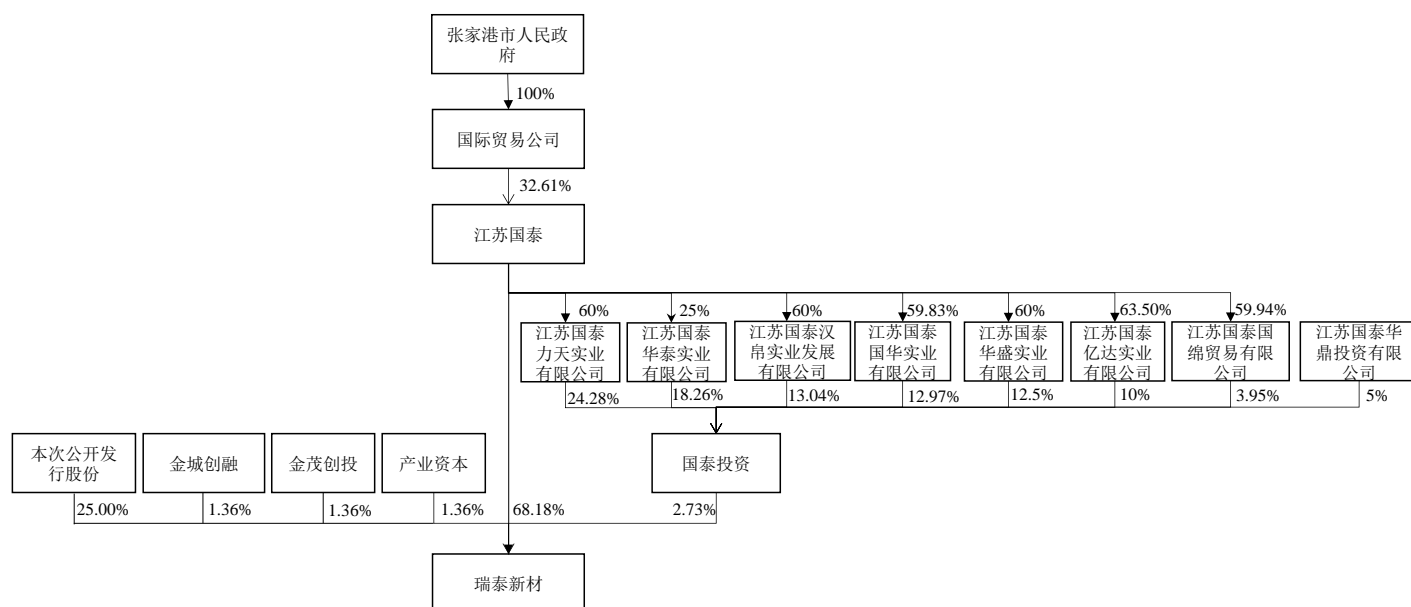 张家港市人民政
府
100%
国际贸易公司
32.61%
江苏国泰
60%
25%
60%
59.83%
60%
63.50%
59.94%
江苏国泰
力天实业
有限公司
江苏国泰
华泰实业
有限公司
江苏国泰汉
帛实业发展
有限公司
江苏国泰
国华实业
有限公司
江苏国泰
华盛实业
有限公司
江苏国泰
亿达实业
有限公司
江苏国泰国
绵贸易有限
公司
江苏国泰华
鼎投资有限
公司
24.28%
18.26%
13.04%
12.97%
12.5%
10%
3.95%
5%
本次公开发
行股份
金城创融
金茂创投
产业资本
国泰投资
25.00%
1.36%
1.36%
1.36%
68.18%
2.73%
瑞泰新材